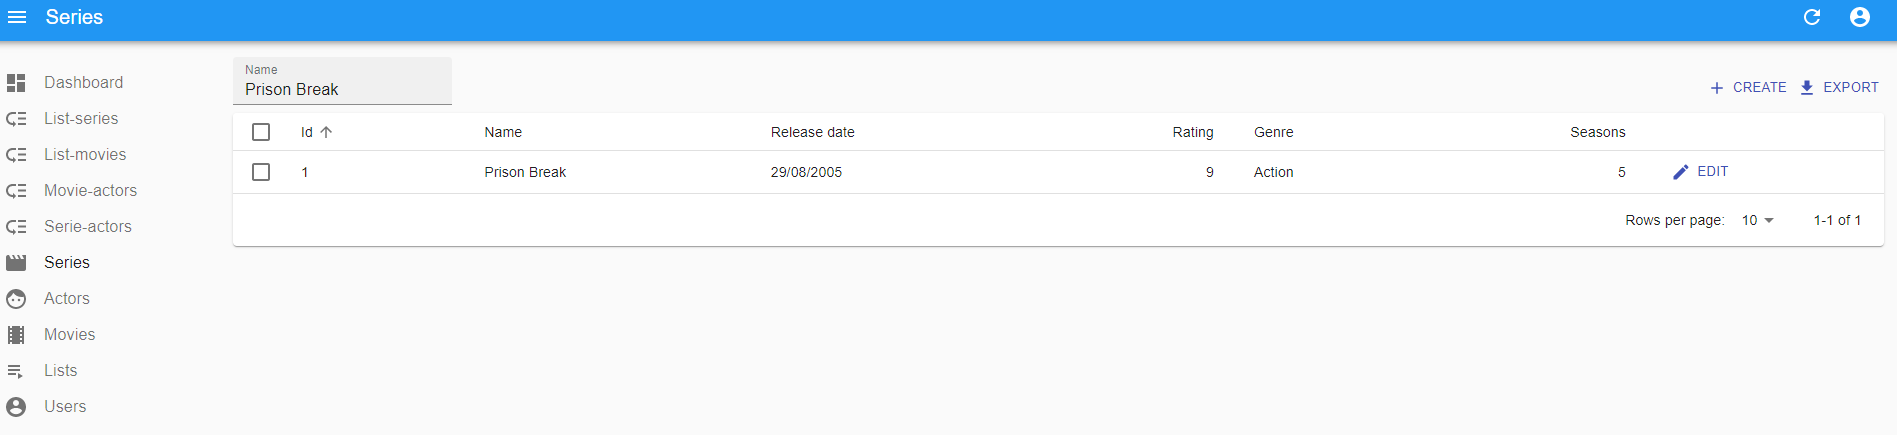 Series
Dashboard
List-series
List-movies
Movie-actors
Serie-actors
Series
Actors
Movies
Lists
Users
Name
Prison Break
CREATE EXPORT
Id Name Release date Rating Genre Seasons
1 Prison Break 29/08/2005 9 Action 5 EDIT
Rows per page: 10 1-1 of 1